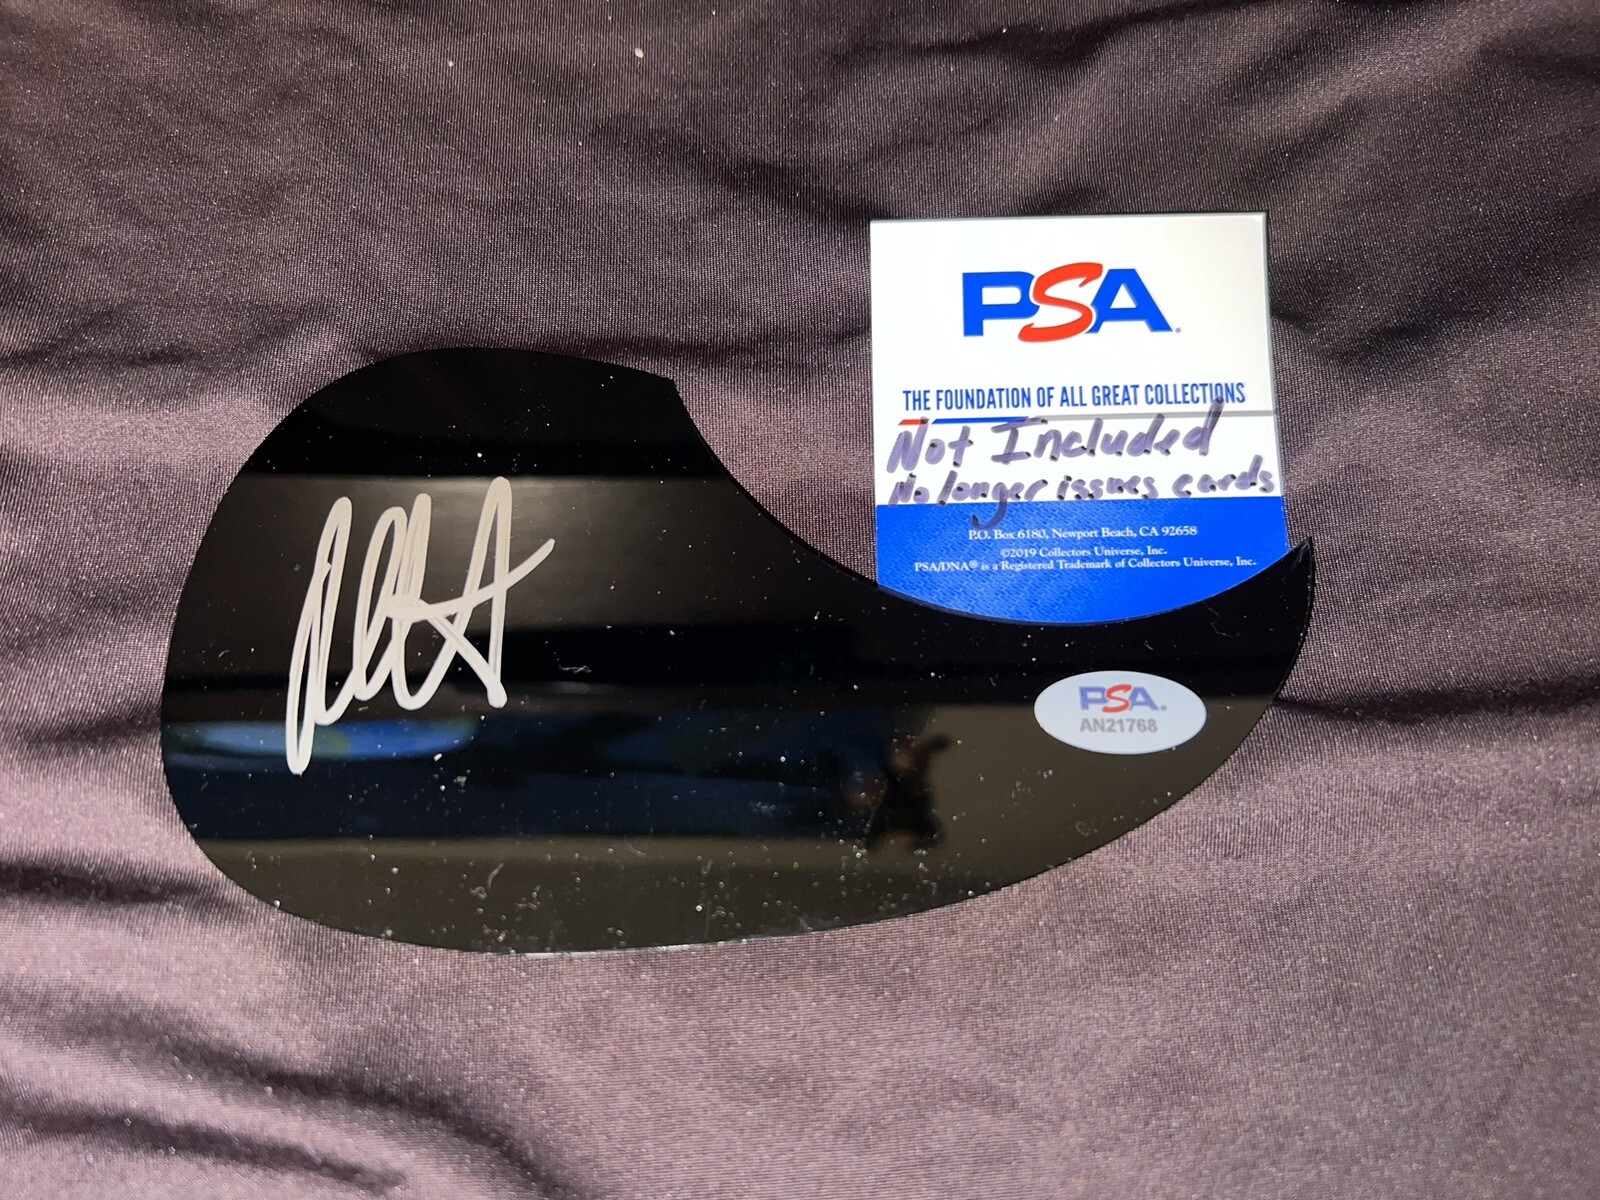 PSA.
THE FOUNDATION OF ALL GREAT COLLECTIONS
Not Included
No longer issues cards
P.O. Box 6180, Newport Beach, CA 92658
©2019 Collectors Universe, Inc.
PSA/DNA® is a Registered Trademark of Collectors Universe, Inc.
PSA.
AN21768